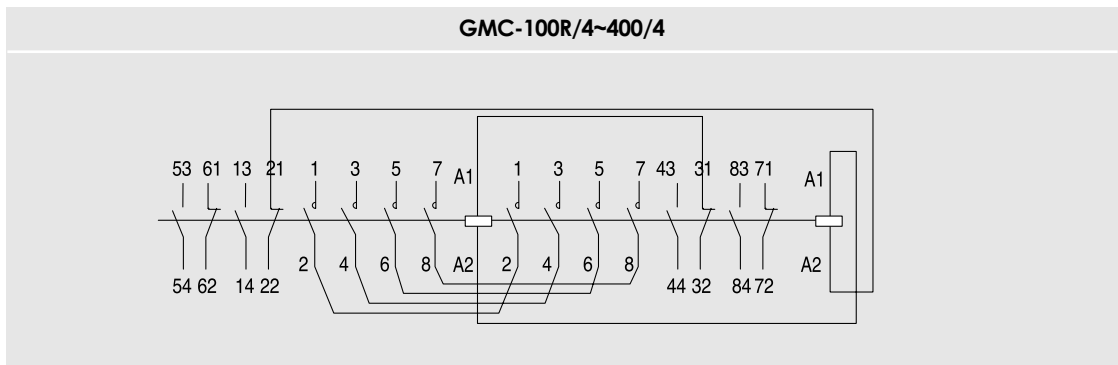 GMC-100R/4~400/4
53 61 13 21 1 3 5 7 A1 1 3 5 7 43 31 83 71 A1
2 4 6 8 A2 2 4 6 8 A2
54 62 14 22 44 32 84 72